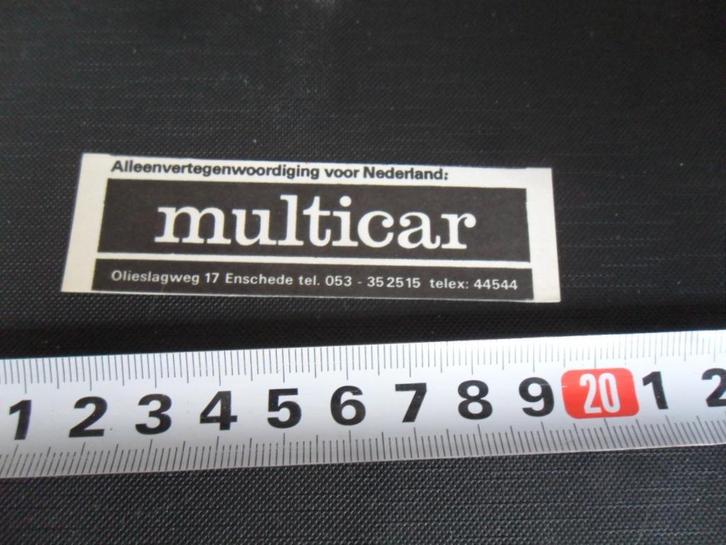 Alleenvertegenwoordiging voor Nederland:
multicar
Olieslagweg 17 Enschede tel. 053 - 352515 telex: 44544
1 2 3 4 5 6 7 8 9 20 1 2